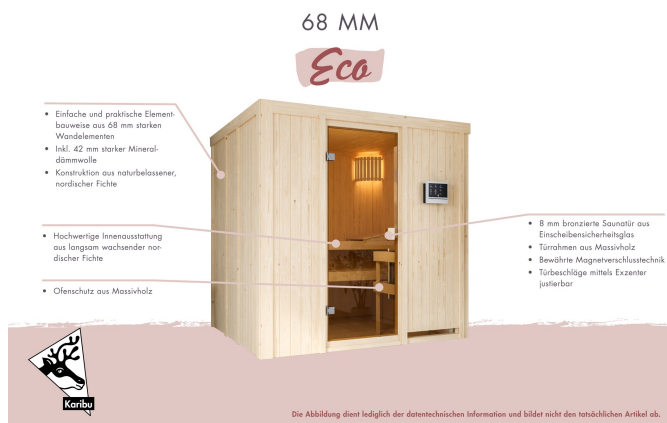 68 MM
Eco
• Einfache und praktische Element-
bauweise aus 68 mm starken
Wandelementen
• Inkl. 42 mm starker Mineral-
dämmwolle
• Konstruktion aus naturbelassener,
nordischer Fichte
• Hochwertige Innenausstattung
aus langsam wachsender nor-
discher Fichte
• Ofenschutz aus Massivholz
• 8 mm bronzierte Saunatür aus
Einscheibensicherheitsglas
• Türrahmen aus Massivholz
• Bewährte Magnetverschlusstechnik
• Türbeschläge mittels Exzenter
justierbar
Karibu
Die Abbildung dient lediglich der datentechnischen Information und bildet nicht den tatsächlichen Artikel ab.